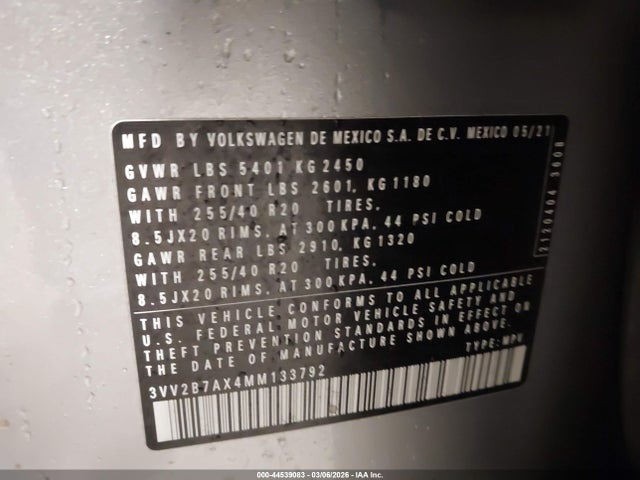 MFD BY VOLKSWAGEN DE MEXICO S.A. DE C.V. MEXICO 05/21
GVWR LBS 5401 KG 2450
GAWR FRONT LBS 2601, KG 1180
WITH 255/40 R20 TIRES.
8.5JX20 RIMS, AT 300 KPA, 44 PSI COLD
GAWR REAR LBS 2910, KG 1320
WITH 255/40 R20 TIRES.
8.5JX20 RIMS, AT 300 KPA, 44 PSI COLD
2120404 3608
THIS VEHICLE CONFORMS TO ALL APPLICABLE
U.S. FEDERAL MOTOR VEHICLE SAFETY AND
THEFT PREVENTION STANDARDS IN EFFECT ON
THE DATE OF MANUFACTURE SHOWN ABOVE.
3VV2B7AX4MM133792 TYPE: MPV
000-44539083 - 03/06/2026 - IAA Inc.